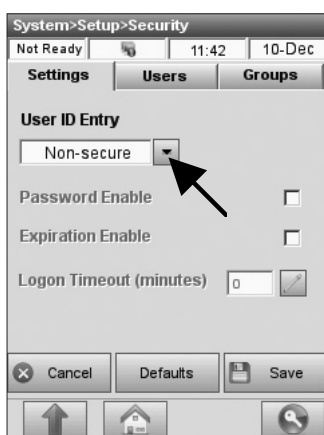 System>Setup>Security
Not Ready 11:42 10-Dec
Settings Users Groups
User ID Entry
Non-secure
Password Enable
Expiration Enable
Logon Timeout (minutes) 0
Cancel Defaults Save